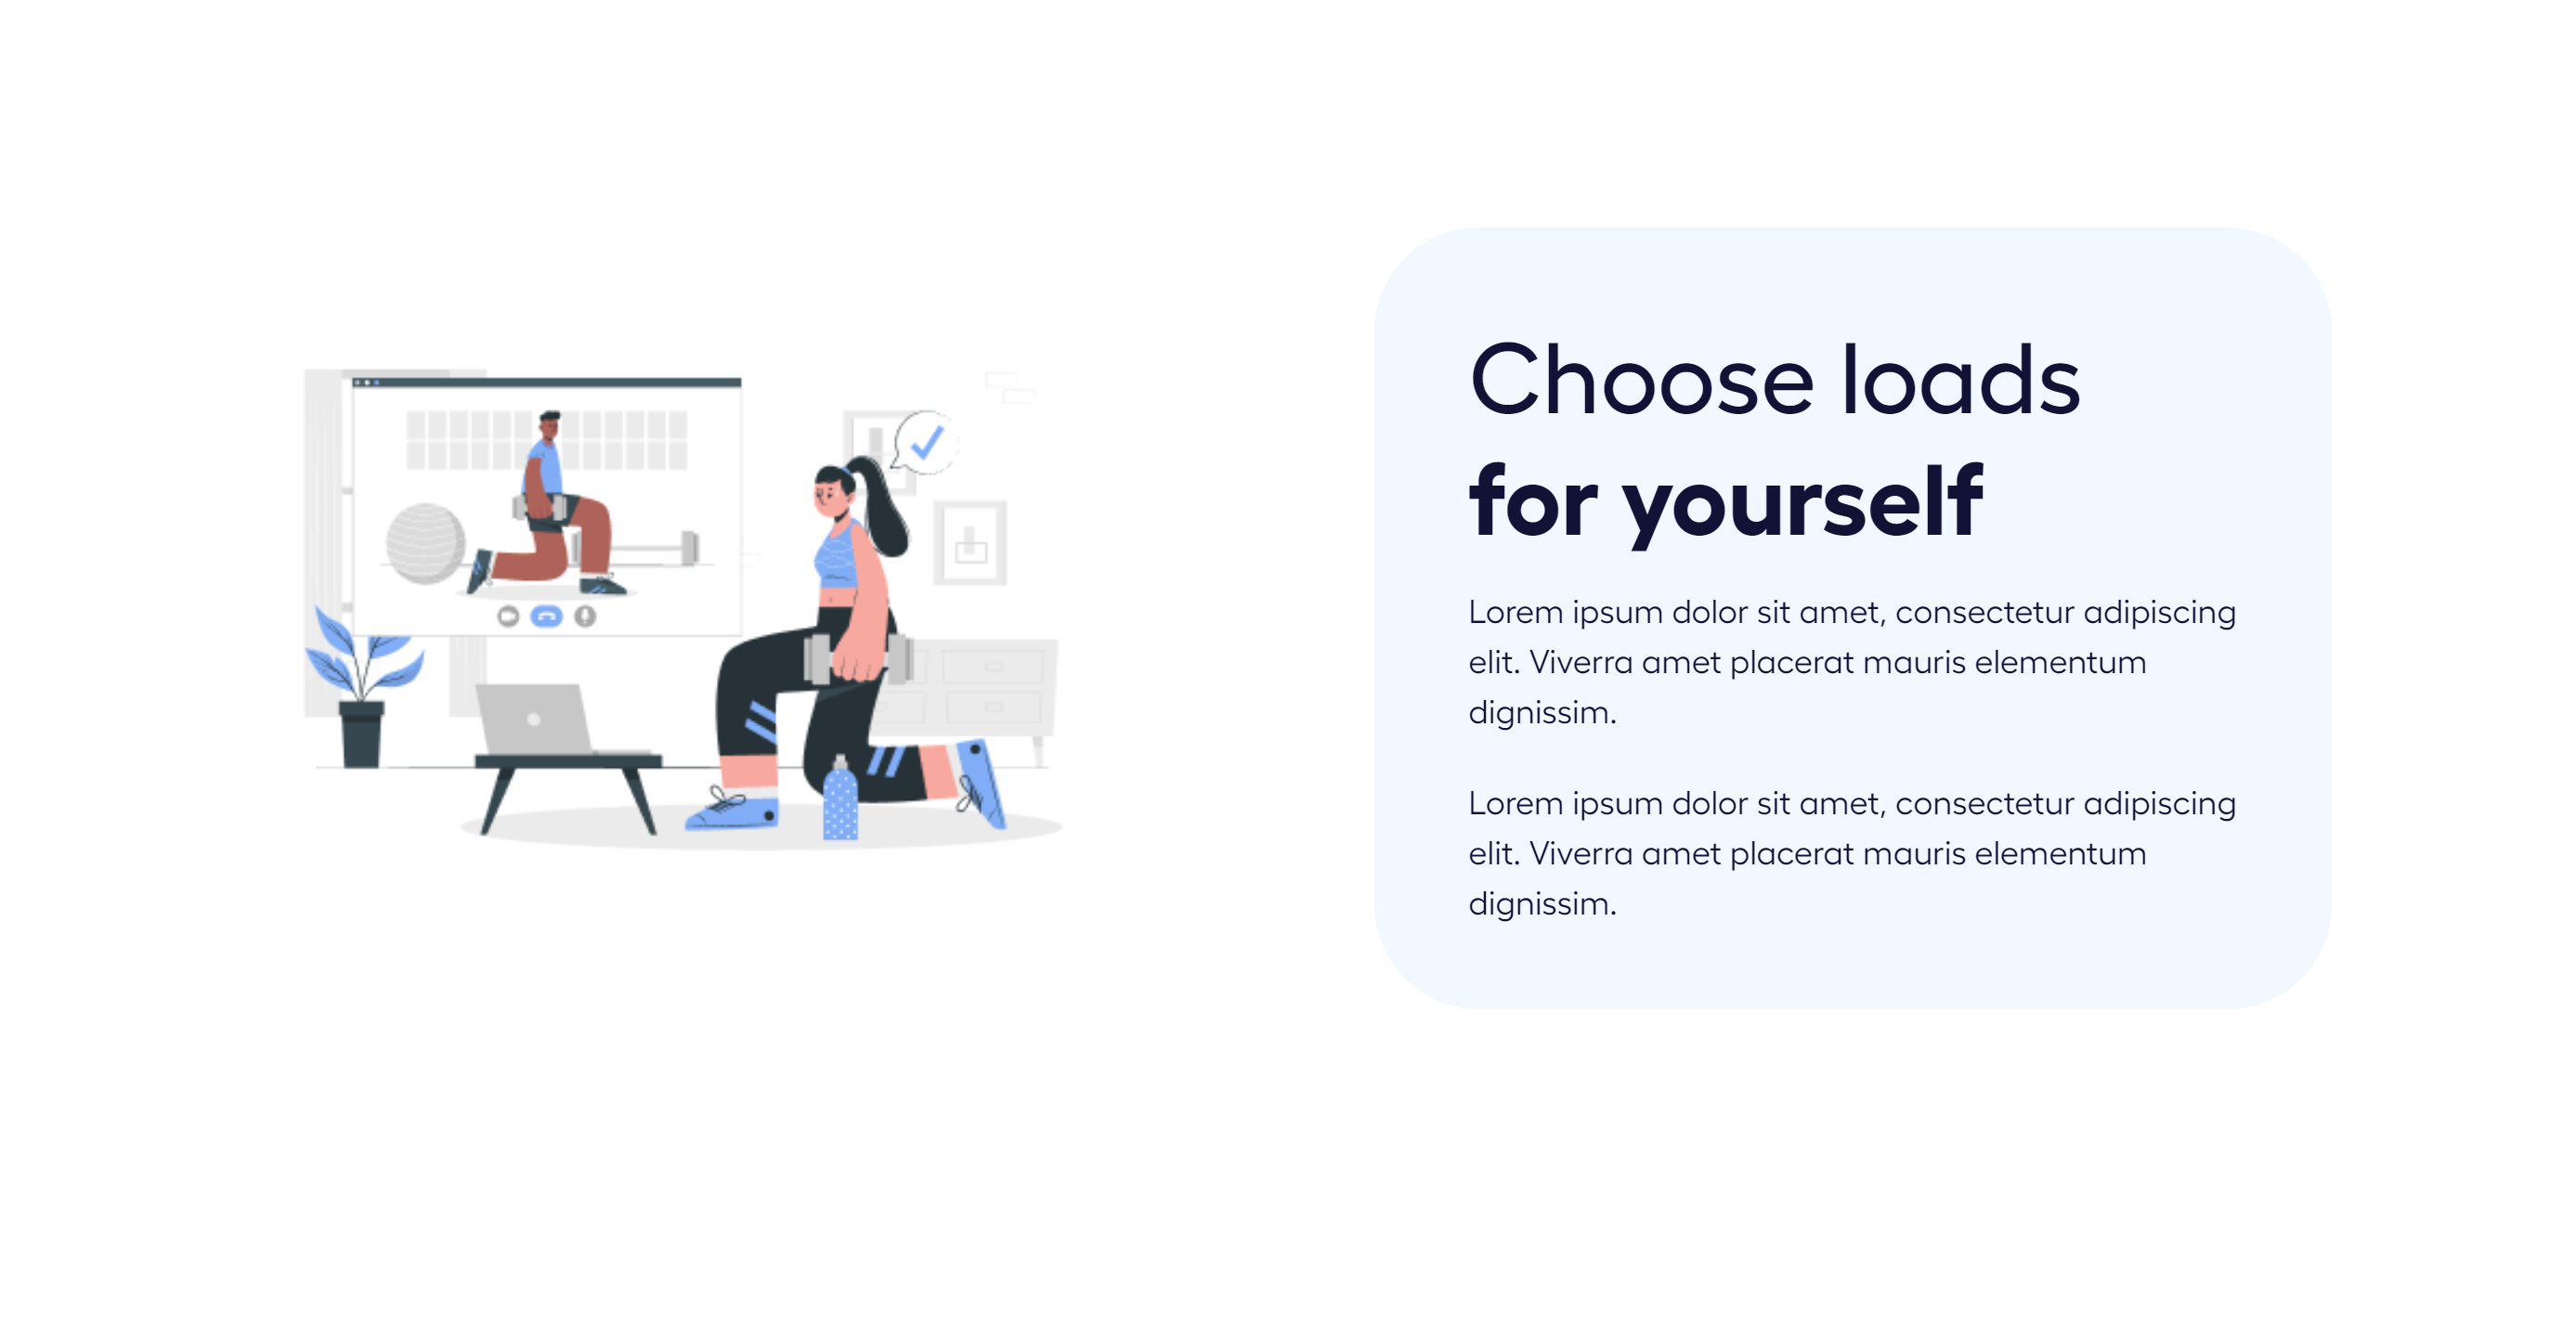 Choose loads
for yourself
Lorem ipsum dolor sit amet, consectetur adipiscing
elit. Viverra amet placerat mauris elementum
dignissim.
Lorem ipsum dolor sit amet, consectetur adipiscing
elit. Viverra amet placerat mauris elementum
dignissim.